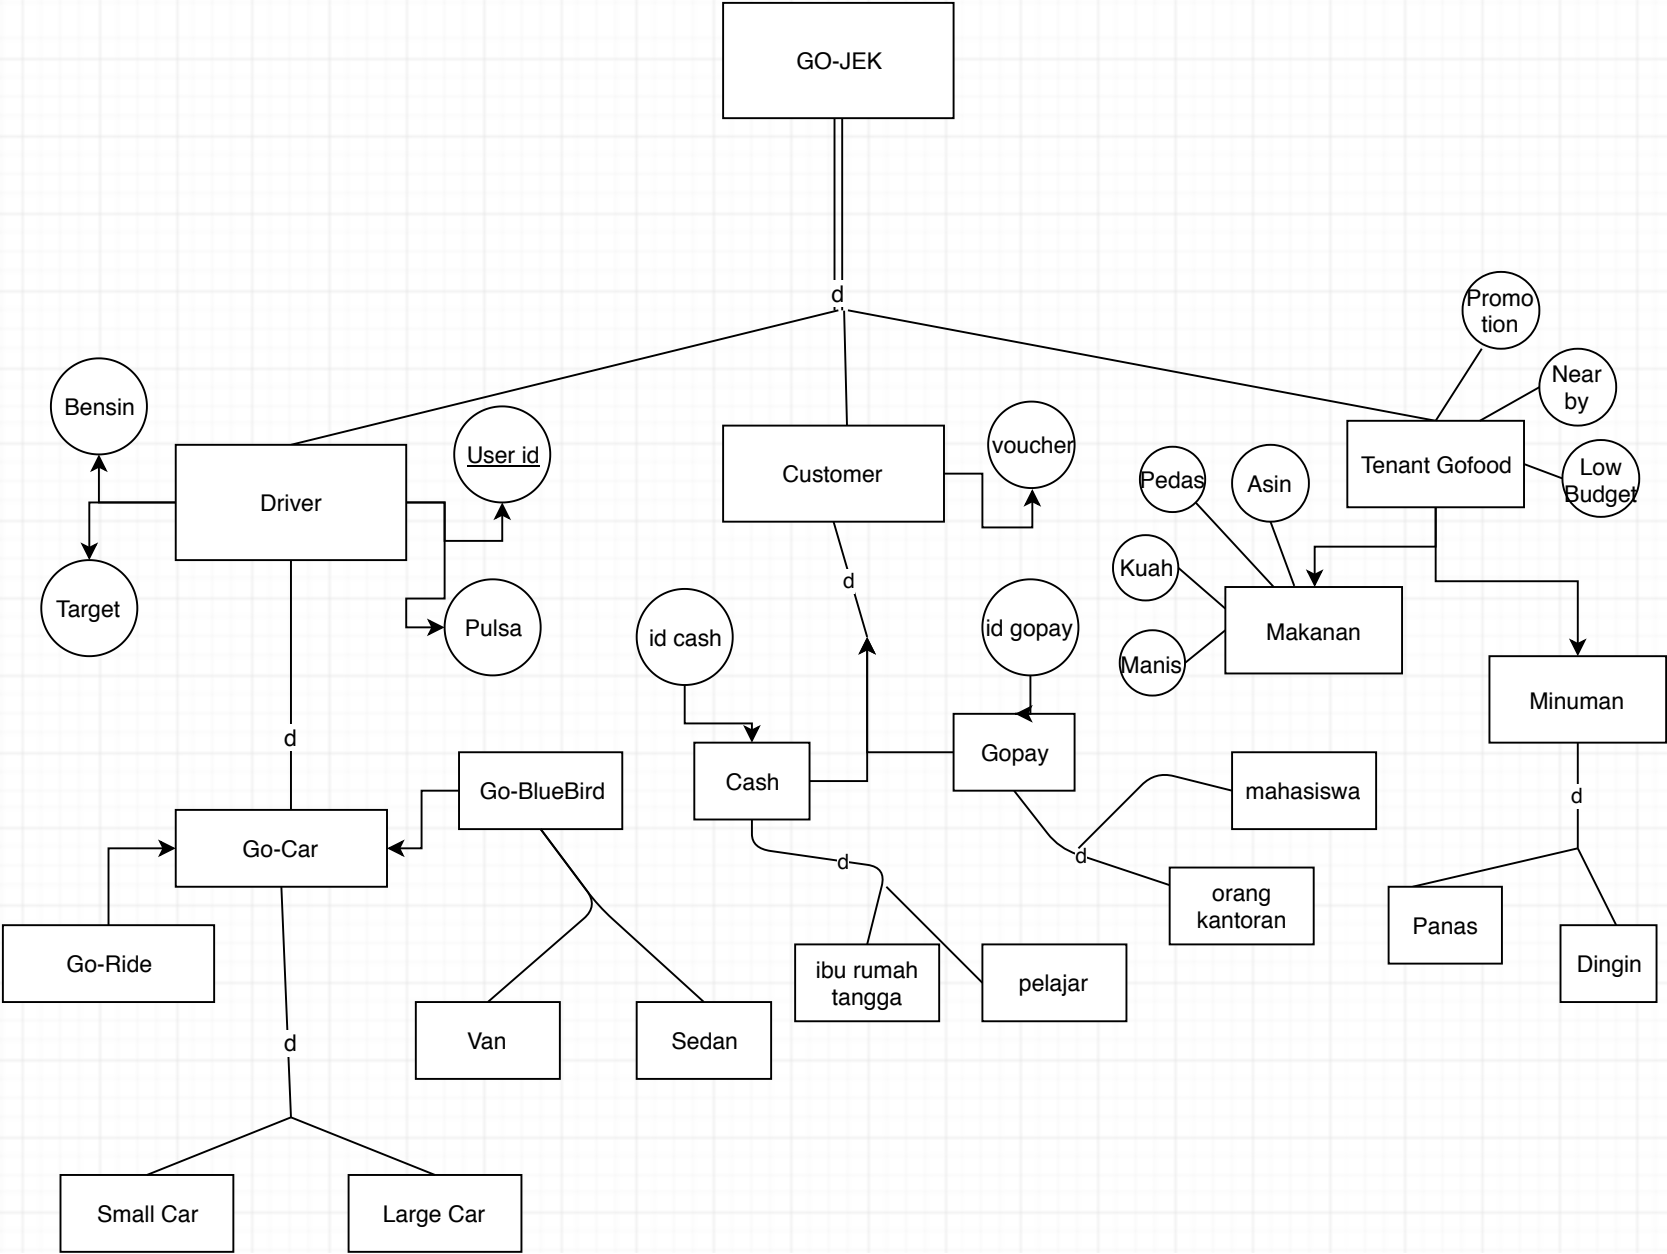 GO-JEK
d
Promo
tion
Near
by
Bensin
User id
voucher
Tenant Gofood
Low
Budget
Driver
Customer
Pedas
Asin
Kuah
d
Target
Pulsa
id cash
id gopay
Makanan
Manis
Minuman
d
Go-BlueBird
Cash
Gopay
mahasiswa
d
Go-Car
d
d
orang
kantoran
Panas
Go-Ride
ibu rumah
tangga
pelajar
Dingin
d
Van
Sedan
Small Car
Large Car